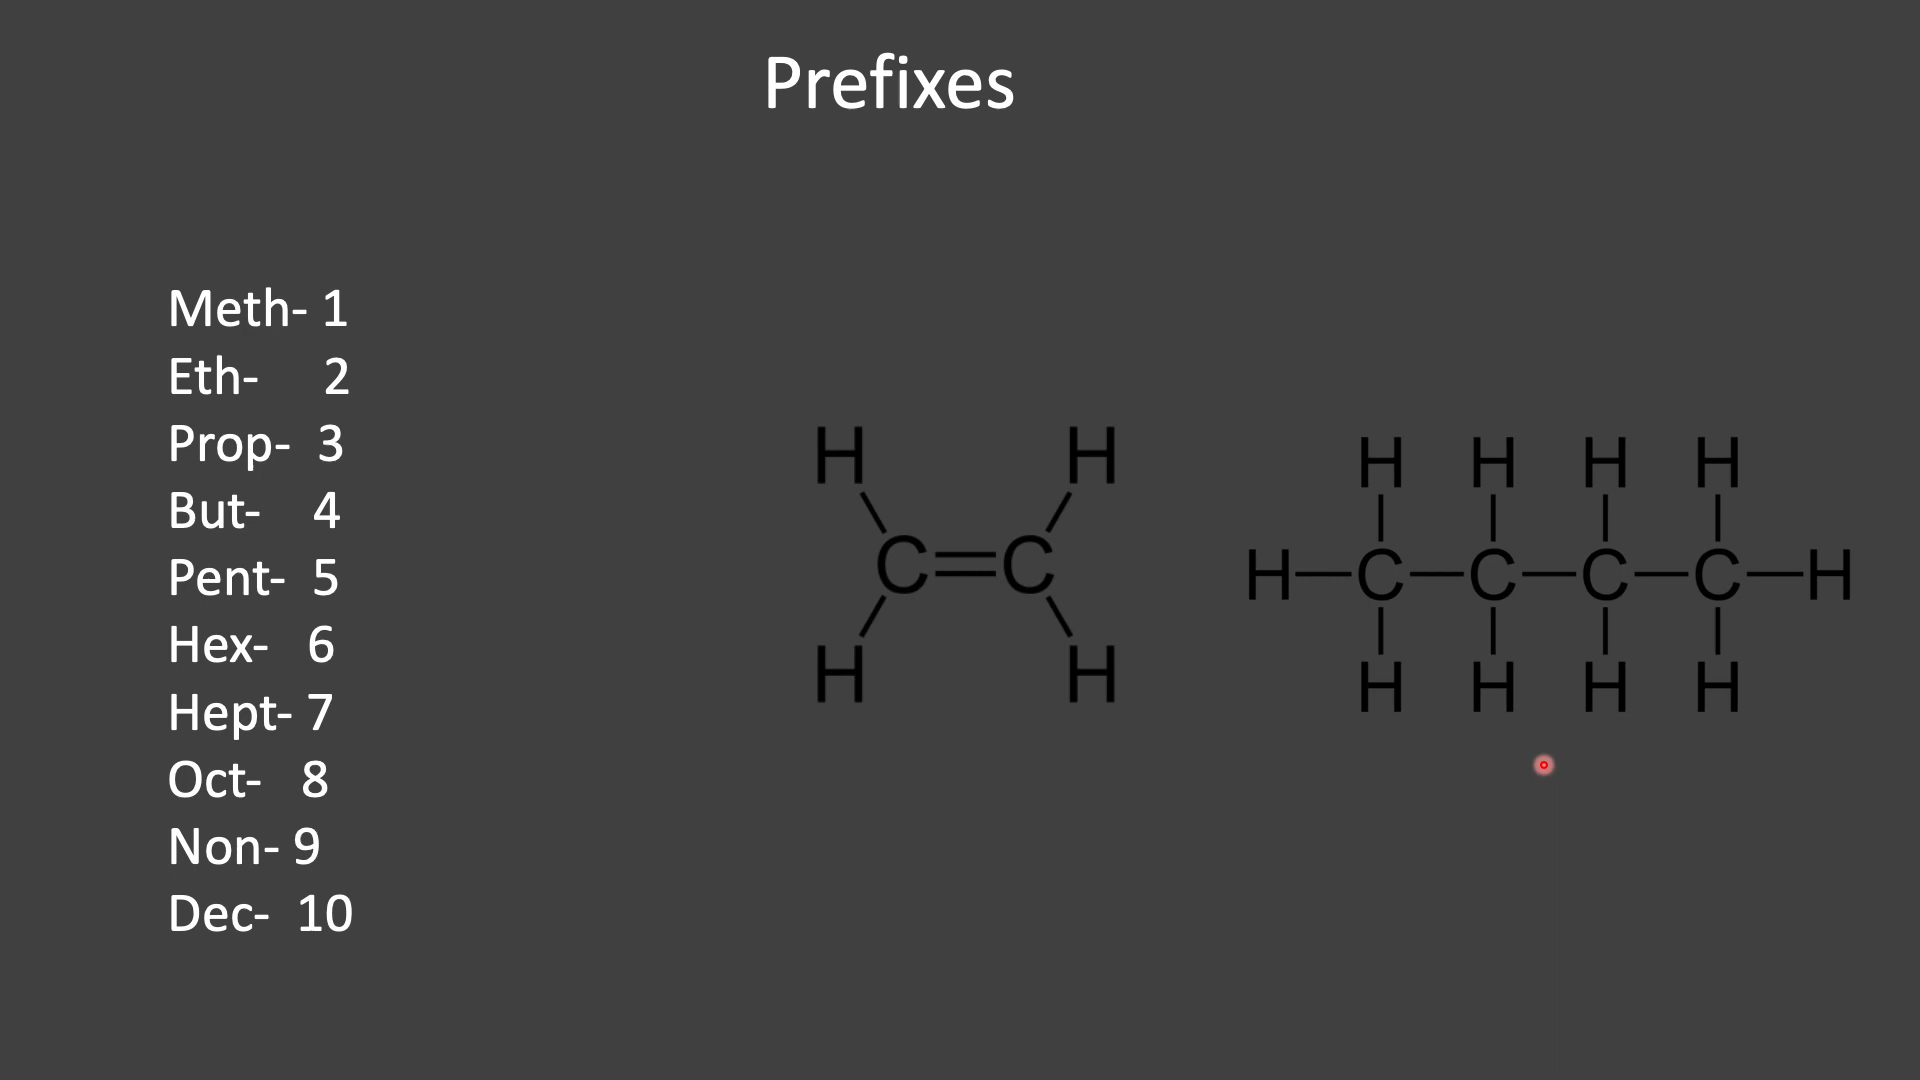 Prefixes
Meth- 1
Eth- 2
Prop- 3
But- 4
Pent- 5
Hex- 6
Hept- 7
Oct- 8
Non- 9
Dec- 10
H H
C=C
H H
H H H H
H—C—C—C—C—H
H H H H